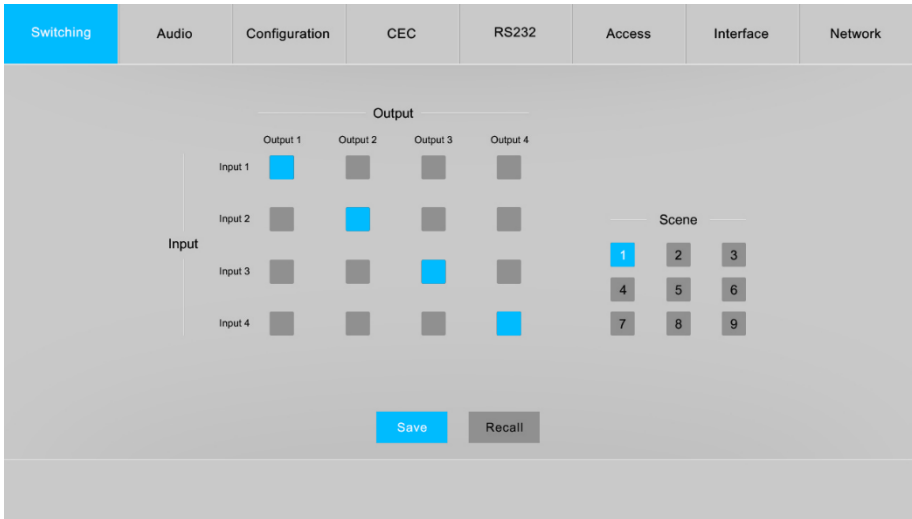 Switching Audio Configuration CEC RS232 Access Interface Network
Output
Output 1 Output 2 Output 3 Output 4
Input 1
Input 2
Input
Input 3
Input 4
Scene
1 2 3
4 5 6
7 8 9
Save Recall